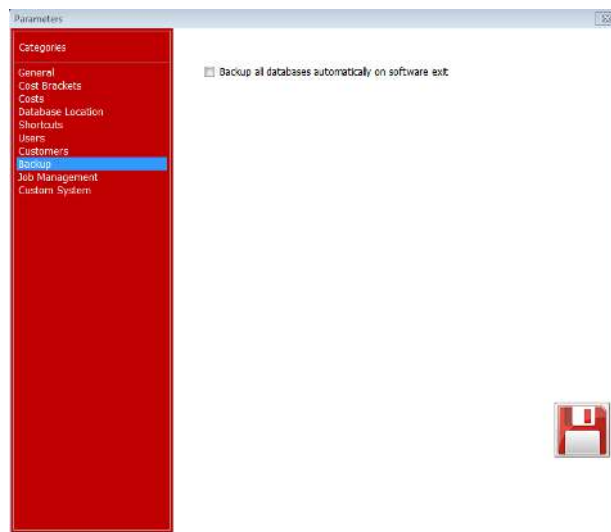 Parameters
Categories
General
Cost Brackets
Costs
Database Location
Shortcuts
Users
Customers
Backup
Job Management
Custom System
Backup all databases automatically on software exit